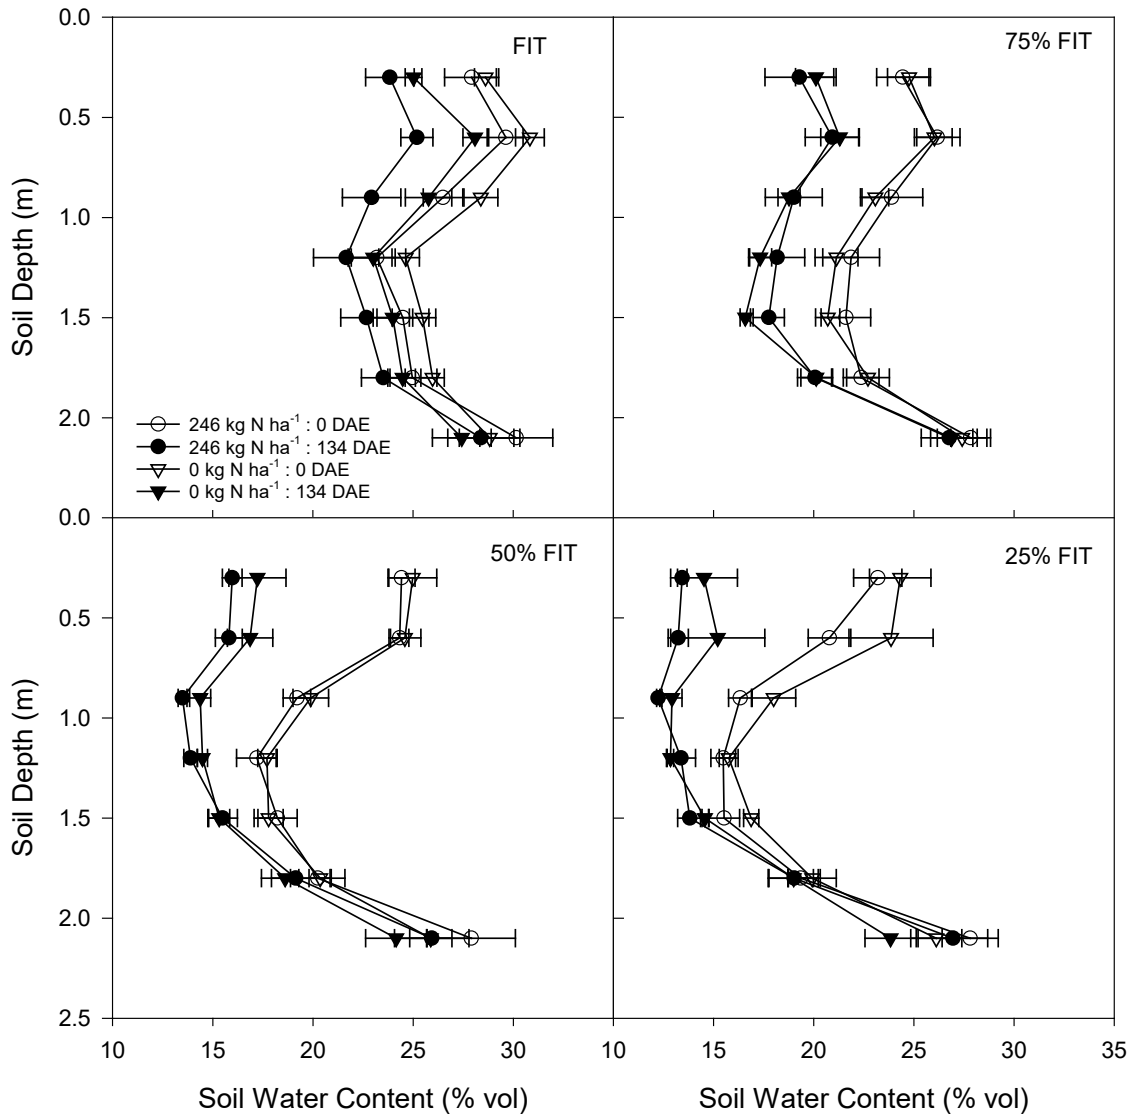 0.0
FIT
75% FIT
0.5
1.0
Soil Depth (m)
1.5
2.0
246 kg N ha⁻¹ : 0 DAE
246 kg N ha⁻¹ : 134 DAE
0 kg N ha⁻¹ : 0 DAE
0 kg N ha⁻¹ : 134 DAE
0.0
50% FIT
25% FIT
0.5
1.0
Soil Depth (m)
1.5
2.0
2.5
10 15 20 25 30 10 15 20 25 30 35
Soil Water Content (% vol) Soil Water Content (% vol)